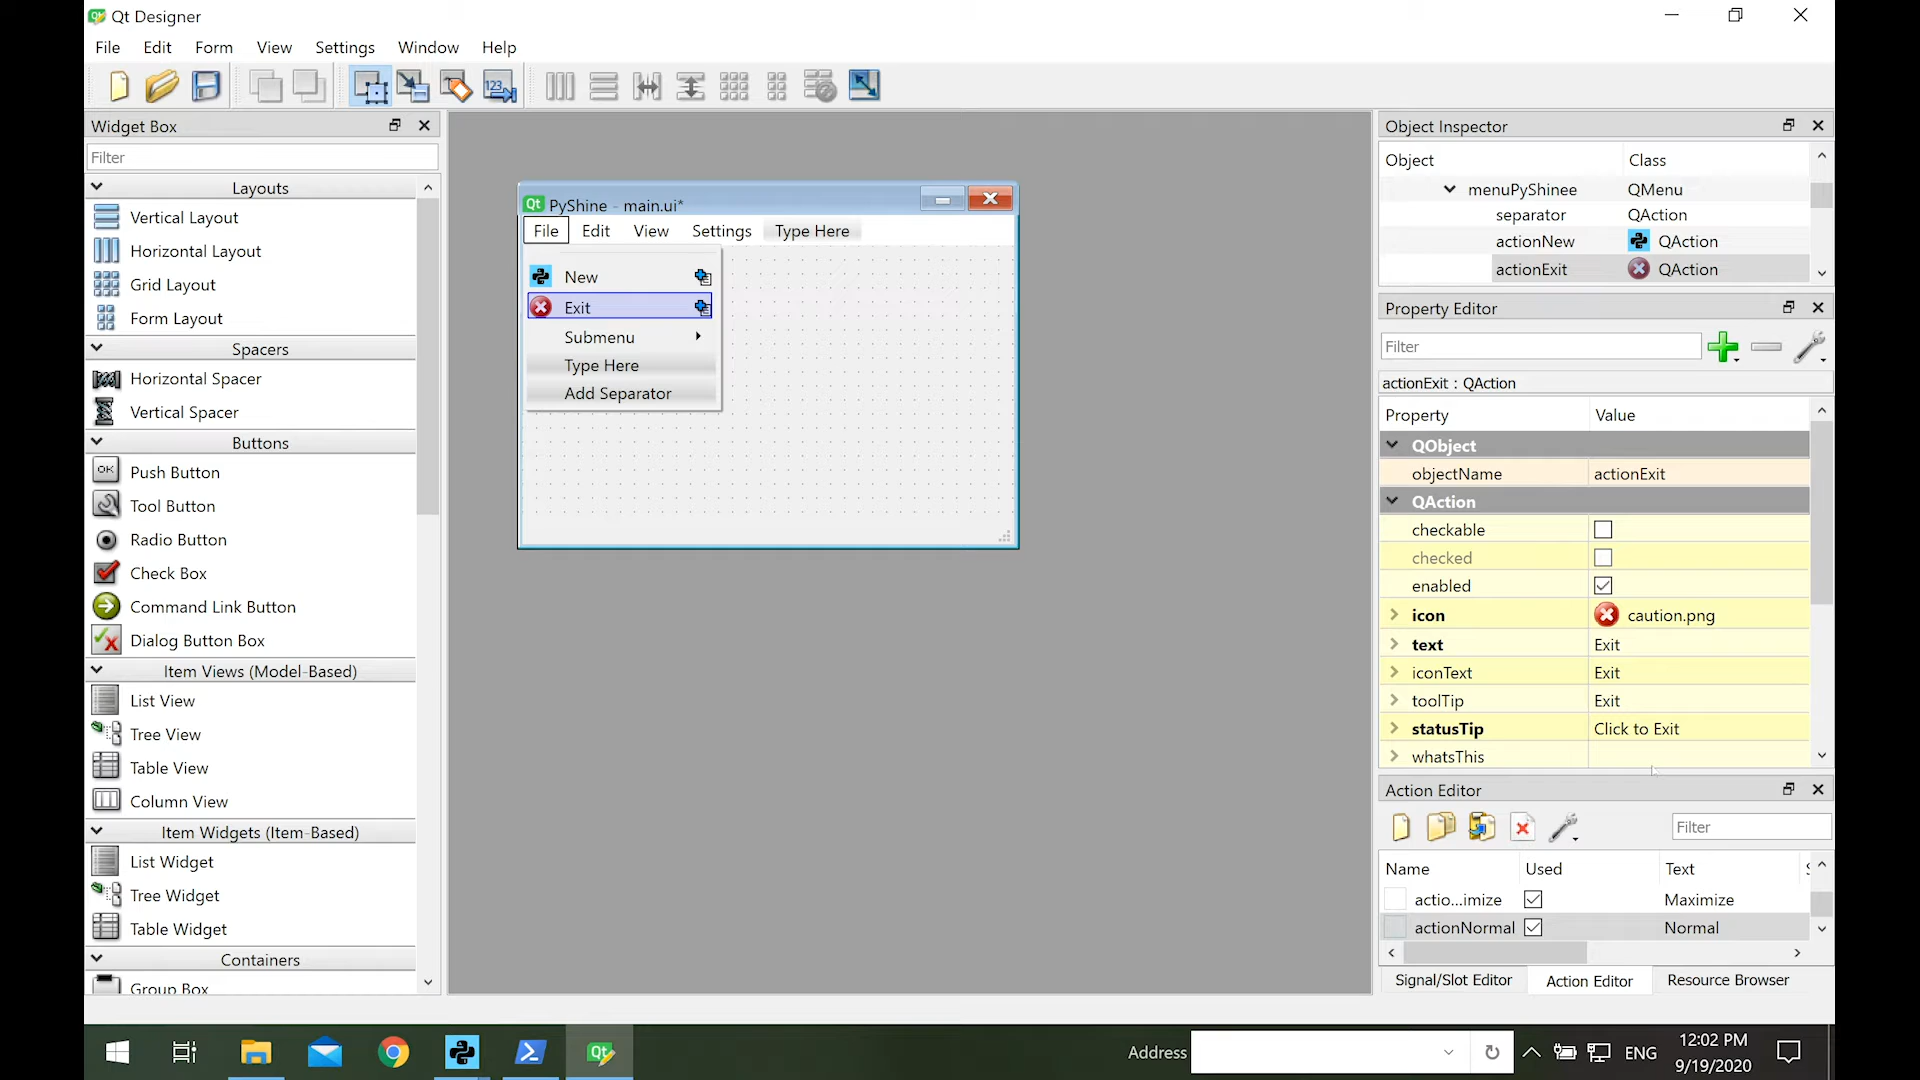 Qt Designer
File Edit Form View Settings Window Help
Widget Box
Filter
Layouts
Vertical Layout
Horizontal Layout
Grid Layout
Form Layout
Spacers
Horizontal Spacer
Vertical Spacer
Buttons
OK Push Button
Tool Button
Radio Button
Check Box
Command Link Button
Dialog Button Box
Item Views (Model-Based)
List View
Tree View
Table View
Column View
Item Widgets (Item-Based)
List Widget
Tree Widget
Table Widget
Containers
Group Box
Qt PyShine - main.ui*
File Edit View Settings Type Here
New
Exit
Submenu
Type Here
Add Separator
Object Inspector
Object Class
menuPyShinee QMenu
separator QAction
actionNew QAction
actionExit QAction
Property Editor
Filter
actionExit : QAction
Property Value
QObject
objectName actionExit
QAction
checkable
checked
enabled
icon caution.png
text Exit
iconText Exit
toolTip Exit
statusTip Click to Exit
whatsThis
Action Editor
Filter
Name Used Text
actio...imize Maximize
actionNormal Normal
Signal/Slot Editor Action Editor Resource Browser
Qt
Address
ENG
12:02 PM
9/19/2020